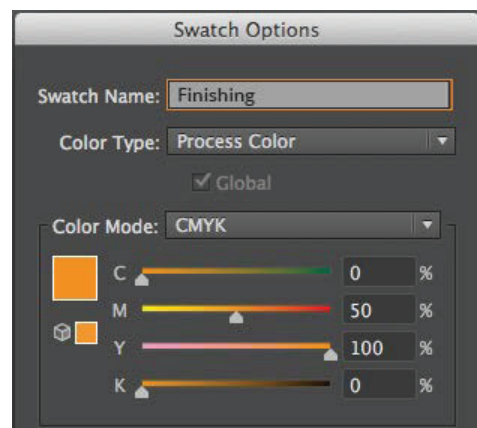 Swatch Options
Swatch Name: Finishing
Color Type: Process Color
Global
Color Mode: CMYK
C 0 %
M 50 %
Y 100 %
K 0 %